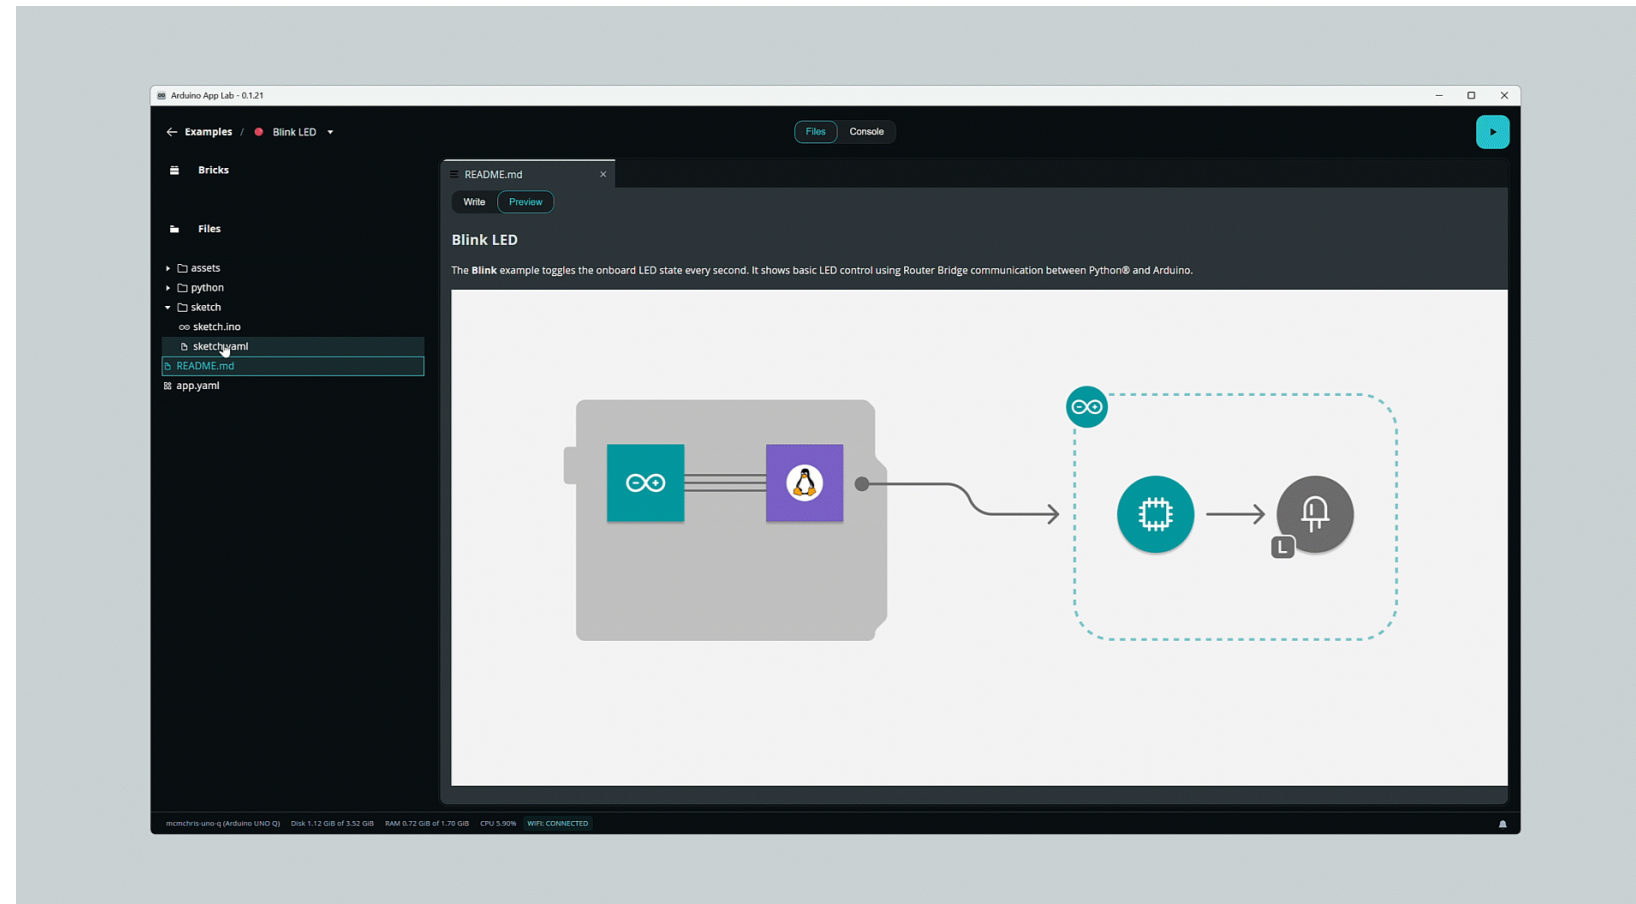 Arduino App Lab - 0.1.21
Examples / Blink LED
Files Console
Bricks
README.md
Write Preview
Files
Blink LED
The Blink example toggles the onboard LED state every second. It shows basic LED control using Router Bridge communication between Python® and Arduino.
assets
python
sketch
sketch.ino
sketch.yaml
README.md
app.yaml
L
mcmchris-uno-q (Arduino UNO Q) Disk 1.12 GiB of 3.52 GiB RAM 0.72 GiB of 1.70 GiB CPU 5.90% WIFI: CONNECTED